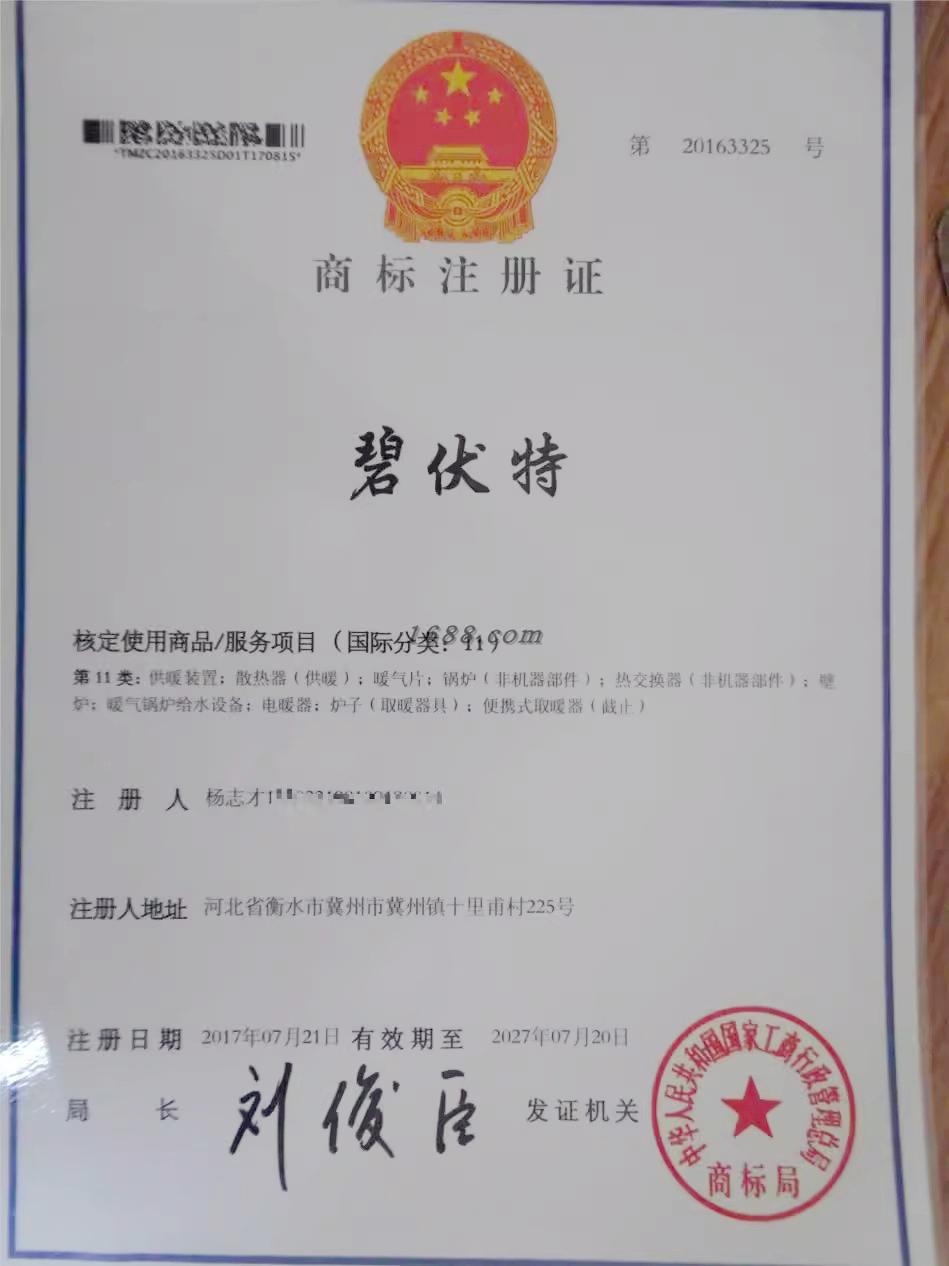 *TMZC20163325D01T170815*
第 20163325 号
商标注册证
碧伏特
1688.com
核定使用商品/服务项目（国际分类：11）
第 11 类：供暖装置；散热器（供暖）；暖气片；锅炉（非机器部件）；热交换器（非机器部件）；壁
炉；暖气锅炉给水设备；电暖器；炉子（取暖器具）；便携式取暖器（截止）
注册人 杨志才
注册人地址 河北省衡水市冀州市冀州镇十里甫村225号
注册日期 2017年07月21日 有效期至 2027年07月20日
局长 刘俊臣 发证机关
中华人民共和国国家工商行政管理总局
商标局